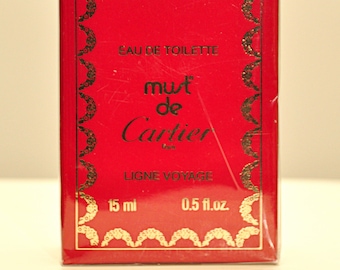 EAU DE TOILETTE
must
de
Cartier
LIGNE VOYAGE
15 ml 0.5 fl.oz.